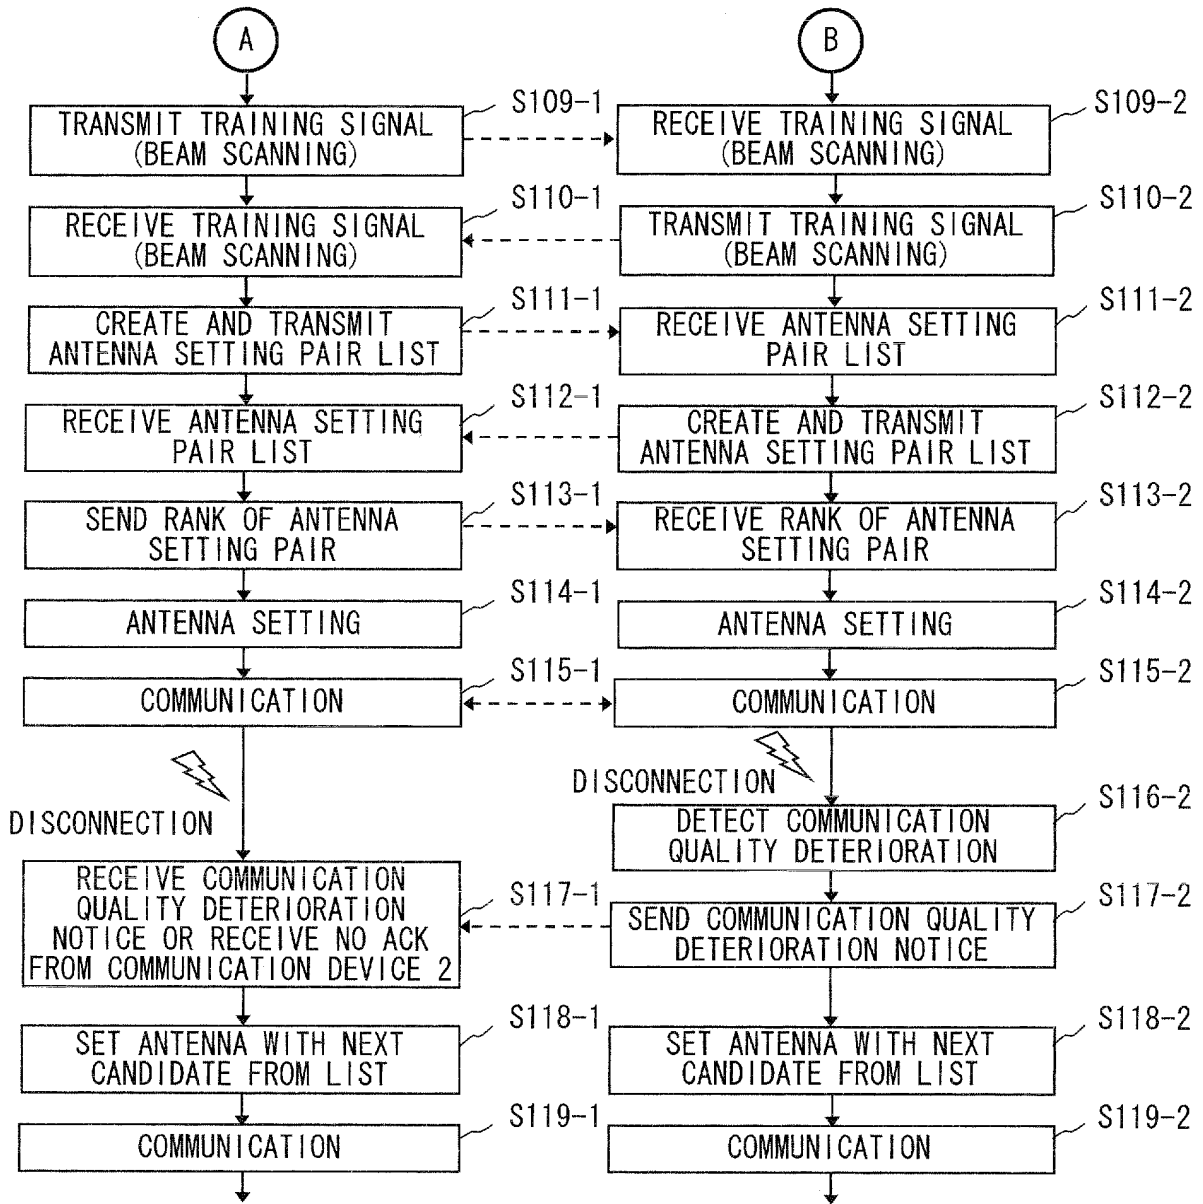 A
B
S109-1
TRANSMIT TRAINING SIGNAL
(BEAM SCANNING)
S109-2
RECEIVE TRAINING SIGNAL
(BEAM SCANNING)
S110-1
RECEIVE TRAINING SIGNAL
(BEAM SCANNING)
S110-2
TRANSMIT TRAINING SIGNAL
(BEAM SCANNING)
S111-1
CREATE AND TRANSMIT
ANTENNA SETTING PAIR LIST
S111-2
RECEIVE ANTENNA SETTING
PAIR LIST
S112-1
RECEIVE ANTENNA SETTING
PAIR LIST
S112-2
CREATE AND TRANSMIT
ANTENNA SETTING PAIR LIST
S113-1
SEND RANK OF ANTENNA
SETTING PAIR
S113-2
RECEIVE RANK OF ANTENNA
SETTING PAIR
S114-1
ANTENNA SETTING
S114-2
ANTENNA SETTING
S115-1
COMMUNICATION
S115-2
COMMUNICATION
DISCONNECTION
DISCONNECTION
S116-2
DETECT COMMUNICATION
QUALITY DETERIORATION
S117-1
RECEIVE COMMUNICATION
QUALITY DETERIORATION
NOTICE OR RECEIVE NO ACK
FROM COMMUNICATION DEVICE 2
S117-2
SEND COMMUNICATION QUALITY
DETERIORATION NOTICE
S118-1
SET ANTENNA WITH NEXT
CANDIDATE FROM LIST
S118-2
SET ANTENNA WITH NEXT
CANDIDATE FROM LIST
S119-1
COMMUNICATION
S119-2
COMMUNICATION